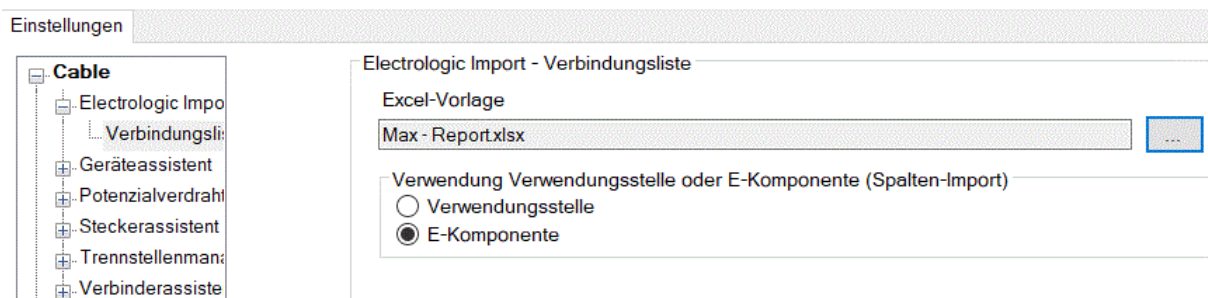 Einstellungen
Cable
Electrologic Impo
Verbindungsli
Geräteassistent
Potenzialverdraht
Steckerassistent
Trennstellenmana
Verbinderassiste
Electrologic Import - Verbindungsliste
Excel-Vorlage
Max - Report.xlsx
...
Verwendung Verwendungsstelle oder E-Komponente (Spalten-Import)
Verwendungsstelle
E-Komponente